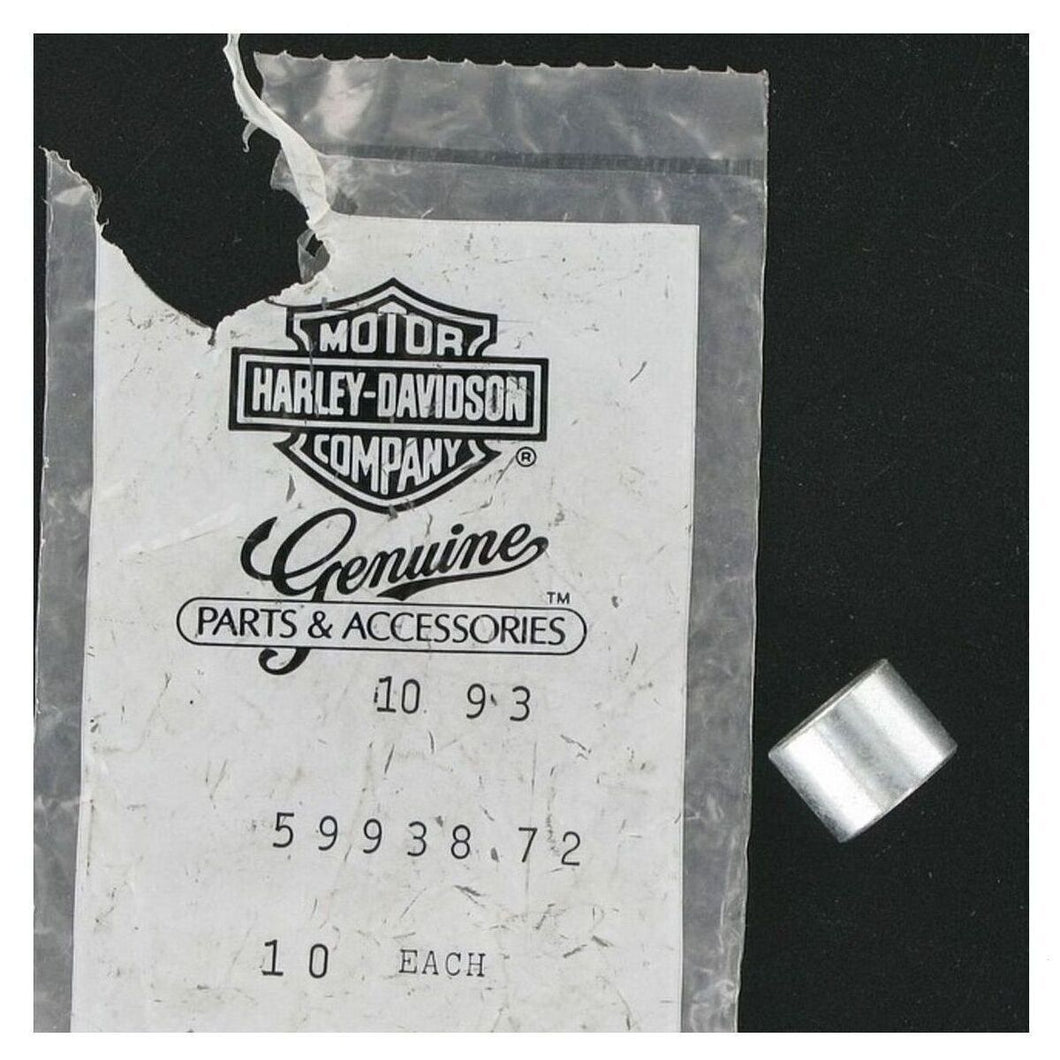 MOTOR
HARLEY-DAVIDSON
COMPANY
®
Genuine
TM
PARTS & ACCESSORIES
10 93
59938.72
10 EACH